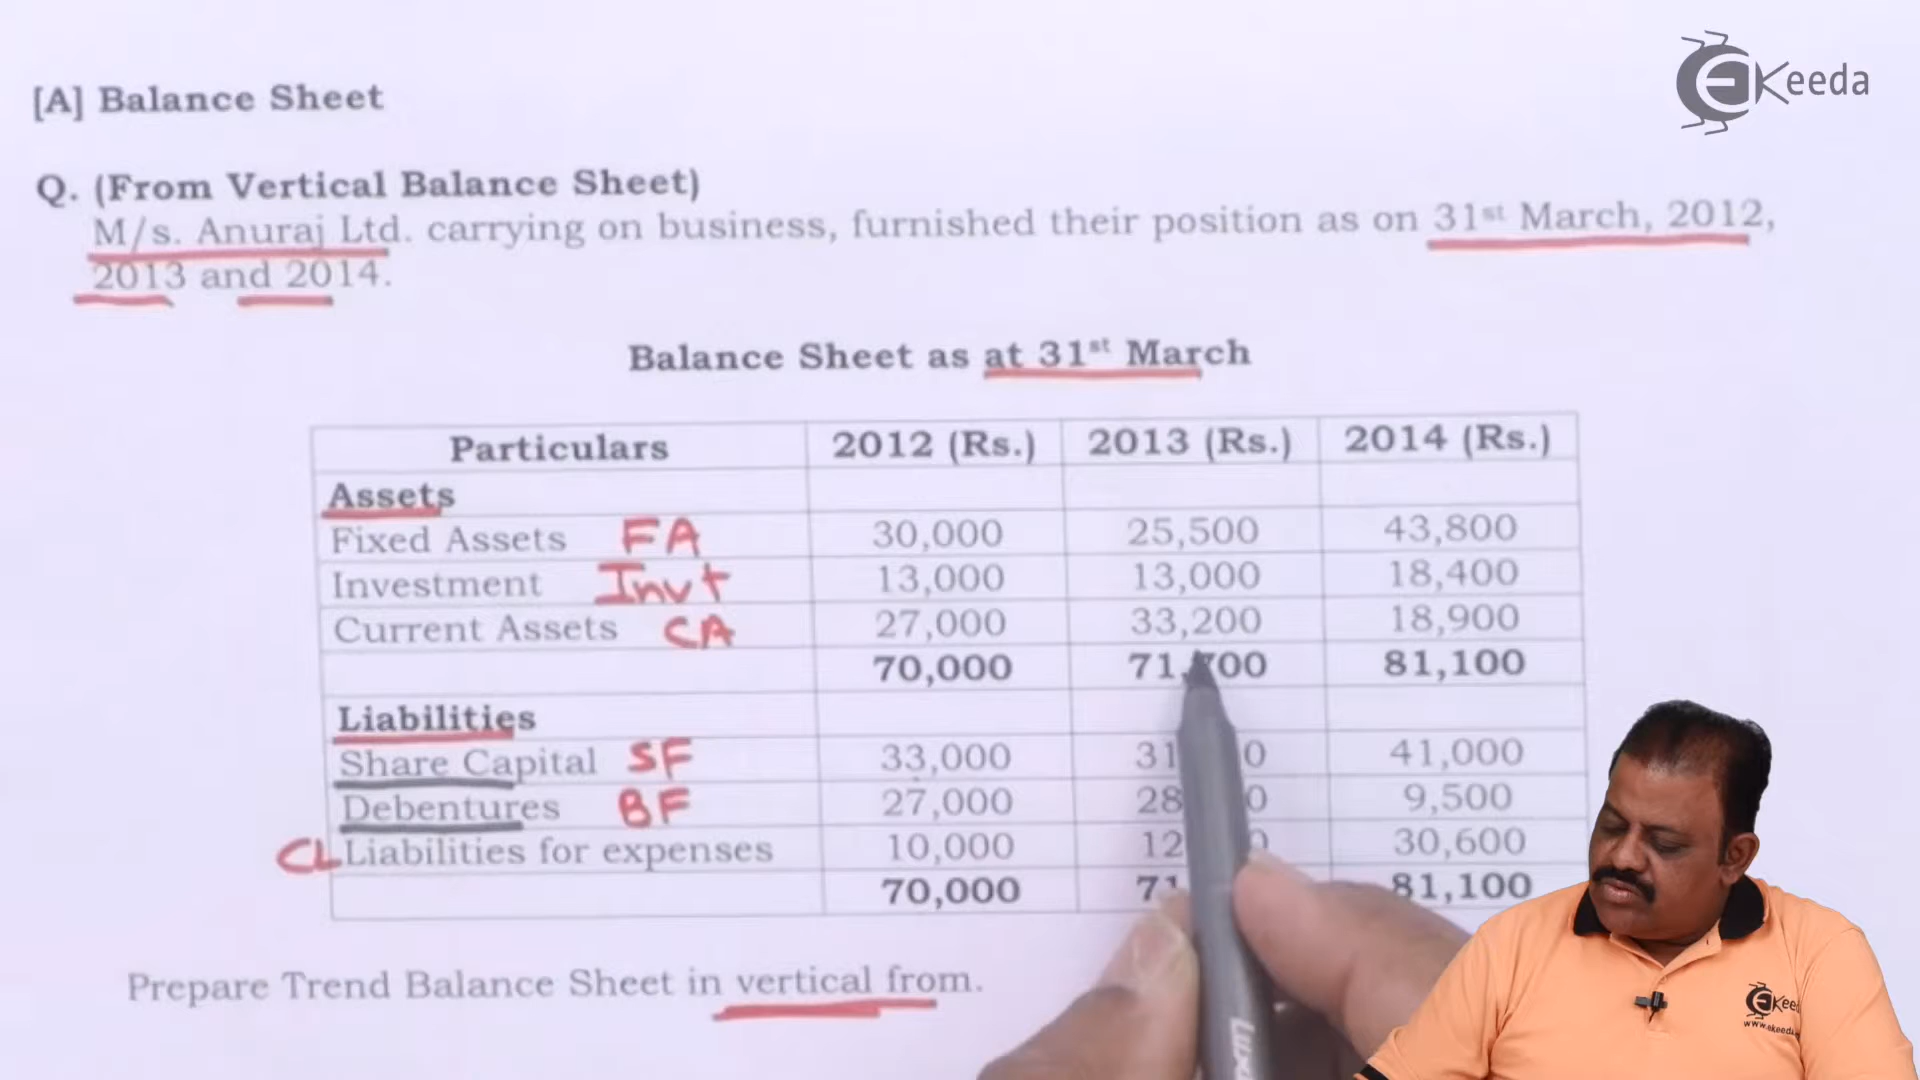 eKeeda
[A] Balance Sheet
Q. (From Vertical Balance Sheet)
M/s. Anuraj Ltd. carrying on business, furnished their position as on 31st March, 2012,
2013 and 2014.
Balance Sheet as at 31st March
Particulars 2012 (Rs.) 2013 (Rs.) 2014 (Rs.)
Assets
Fixed Assets FA 30,000 25,500 43,800
Investment Invt 13,000 13,000 18,400
Current Assets CA 27,000 33,200 18,900
70,000 81,100
Liabilities
Share Capital SF 33,000 41,000
Debentures BF 27,000 9,500
CL Liabilities for expenses 10,000 30,600
70,000 81,100
Prepare Trend Balance Sheet in vertical from.